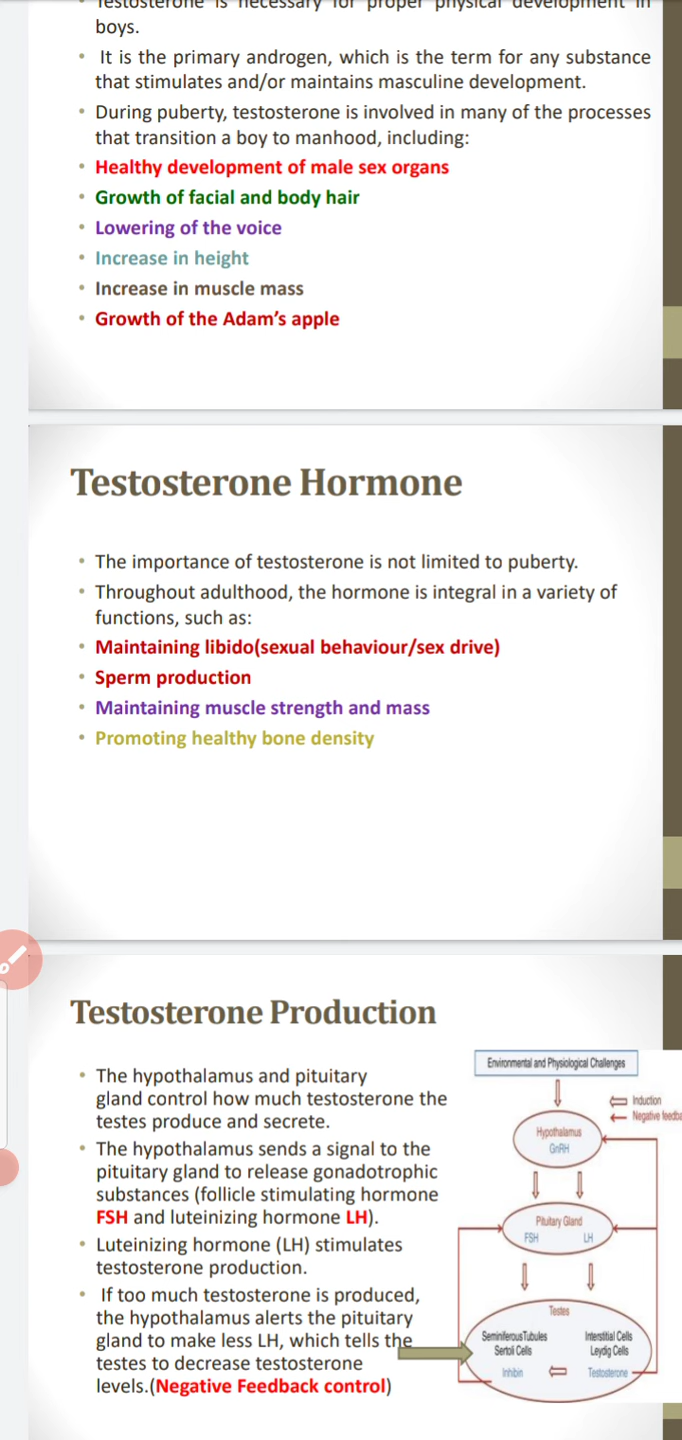 Testosterone is necessary for proper physical development in
boys.
It is the primary androgen, which is the term for any substance
that stimulates and/or maintains masculine development.
During puberty, testosterone is involved in many of the processes
that transition a boy to manhood, including:
Healthy development of male sex organs
Growth of facial and body hair
Lowering of the voice
Increase in height
Increase in muscle mass
Growth of the Adam's apple
Testosterone Hormone
The importance of testosterone is not limited to puberty.
Throughout adulthood, the hormone is integral in a variety of
functions, such as:
Maintaining libido(sexual behaviour/sex drive)
Sperm production
Maintaining muscle strength and mass
Promoting healthy bone density
Testosterone Production
The hypothalamus and pituitary
gland control how much testosterone the
testes produce and secrete.
The hypothalamus sends a signal to the
pituitary gland to release gonadotrophic
substances (follicle stimulating hormone
FSH and luteinizing hormone LH).
Luteinizing hormone (LH) stimulates
testosterone production.
If too much testosterone is produced,
the hypothalamus alerts the pituitary
gland to make less LH, which tells the
testes to decrease testosterone
levels.(Negative Feedback control)
Environmental and Physiological Challenges
Induction
Negative feedba
Hypothalamus
GnRH
Pituitary Gland
FSH LH
Testes
Seminiferous Tubules Interstitial Cells
Sertoli Cells Leydig Cells
Inhibin Testosterone